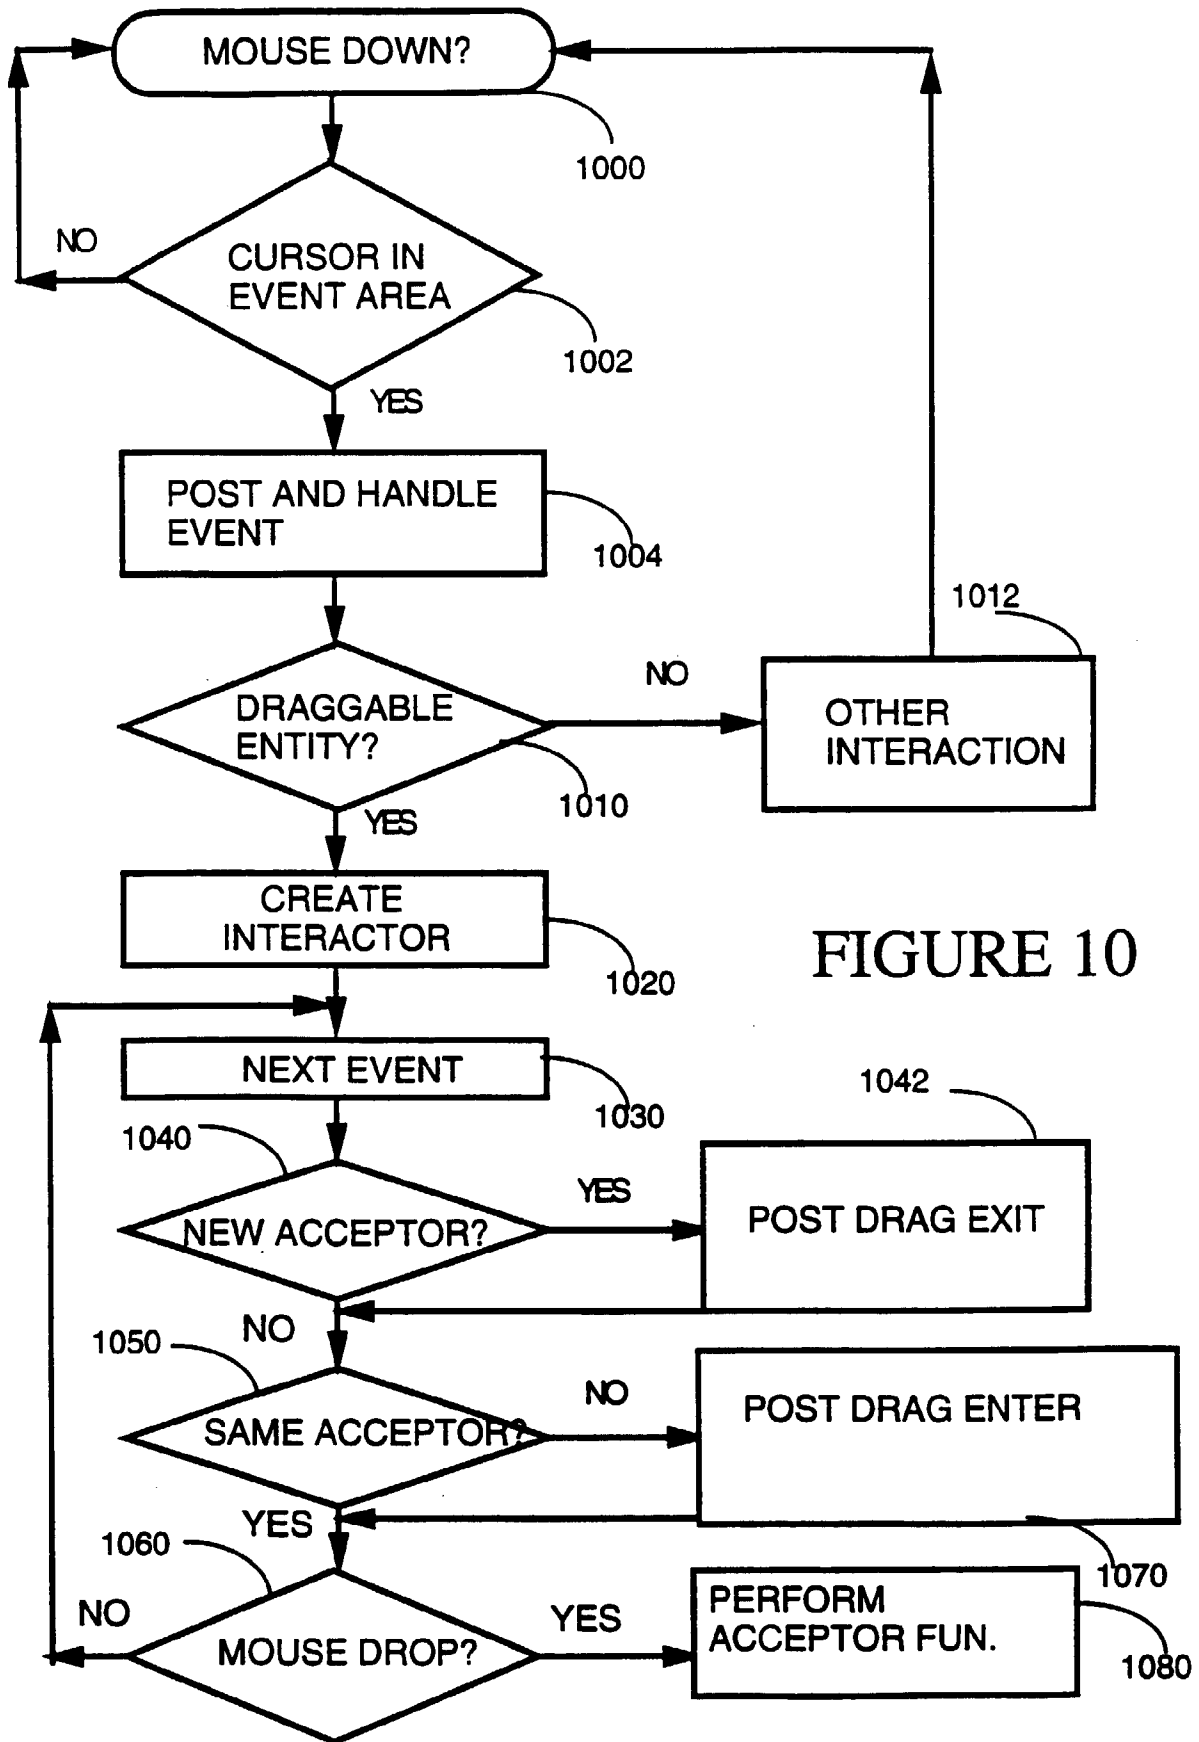 MOUSE DOWN?
1000
NO
CURSOR IN
EVENT AREA
1002
YES
POST AND HANDLE
EVENT
1004
1012
NO
DRAGGABLE
ENTITY?
OTHER
INTERACTION
1010
YES
CREATE
INTERACTOR
FIGURE 10
1020
NEXT EVENT
1042
1030
1040
YES
NEW ACCEPTOR?
POST DRAG EXIT
NO
1050
NO
SAME ACCEPTOR?
POST DRAG ENTER
YES
1060
1070
NO
YES
PERFORM
ACCEPTOR FUN.
MOUSE DROP?
1080